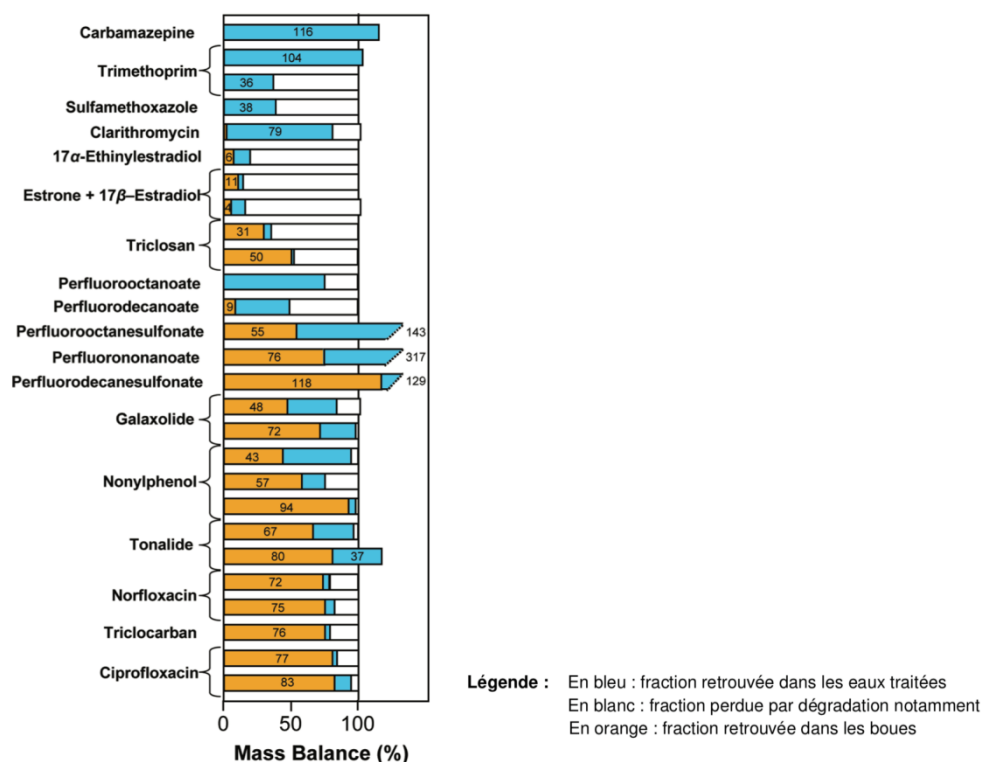 Carbamazepine 116
104
Trimethoprim
36
Sulfamethoxazole 38
Clarithromycin 79
17α-Ethinylestradiol 6
11
Estrone + 17β–Estradiol
4
31
Triclosan
50
Perfluorooctanoate
Perfluorodecanoate 9
Perfluorooctanesulfonate 55 143
Perfluorononanoate 76 317
Perfluorodecanesulfonate 118 129
48
Galaxolide
72
43
Nonylphenol 57
94
67
Tonalide
80 37
72
Norfloxacin
75
Triclocarban 76
77
Ciprofloxacin
83
0 50 100
Mass Balance (%)
Légende : En bleu : fraction retrouvée dans les eaux traitées
En blanc : fraction perdue par dégradation notamment
En orange : fraction retrouvée dans les boues